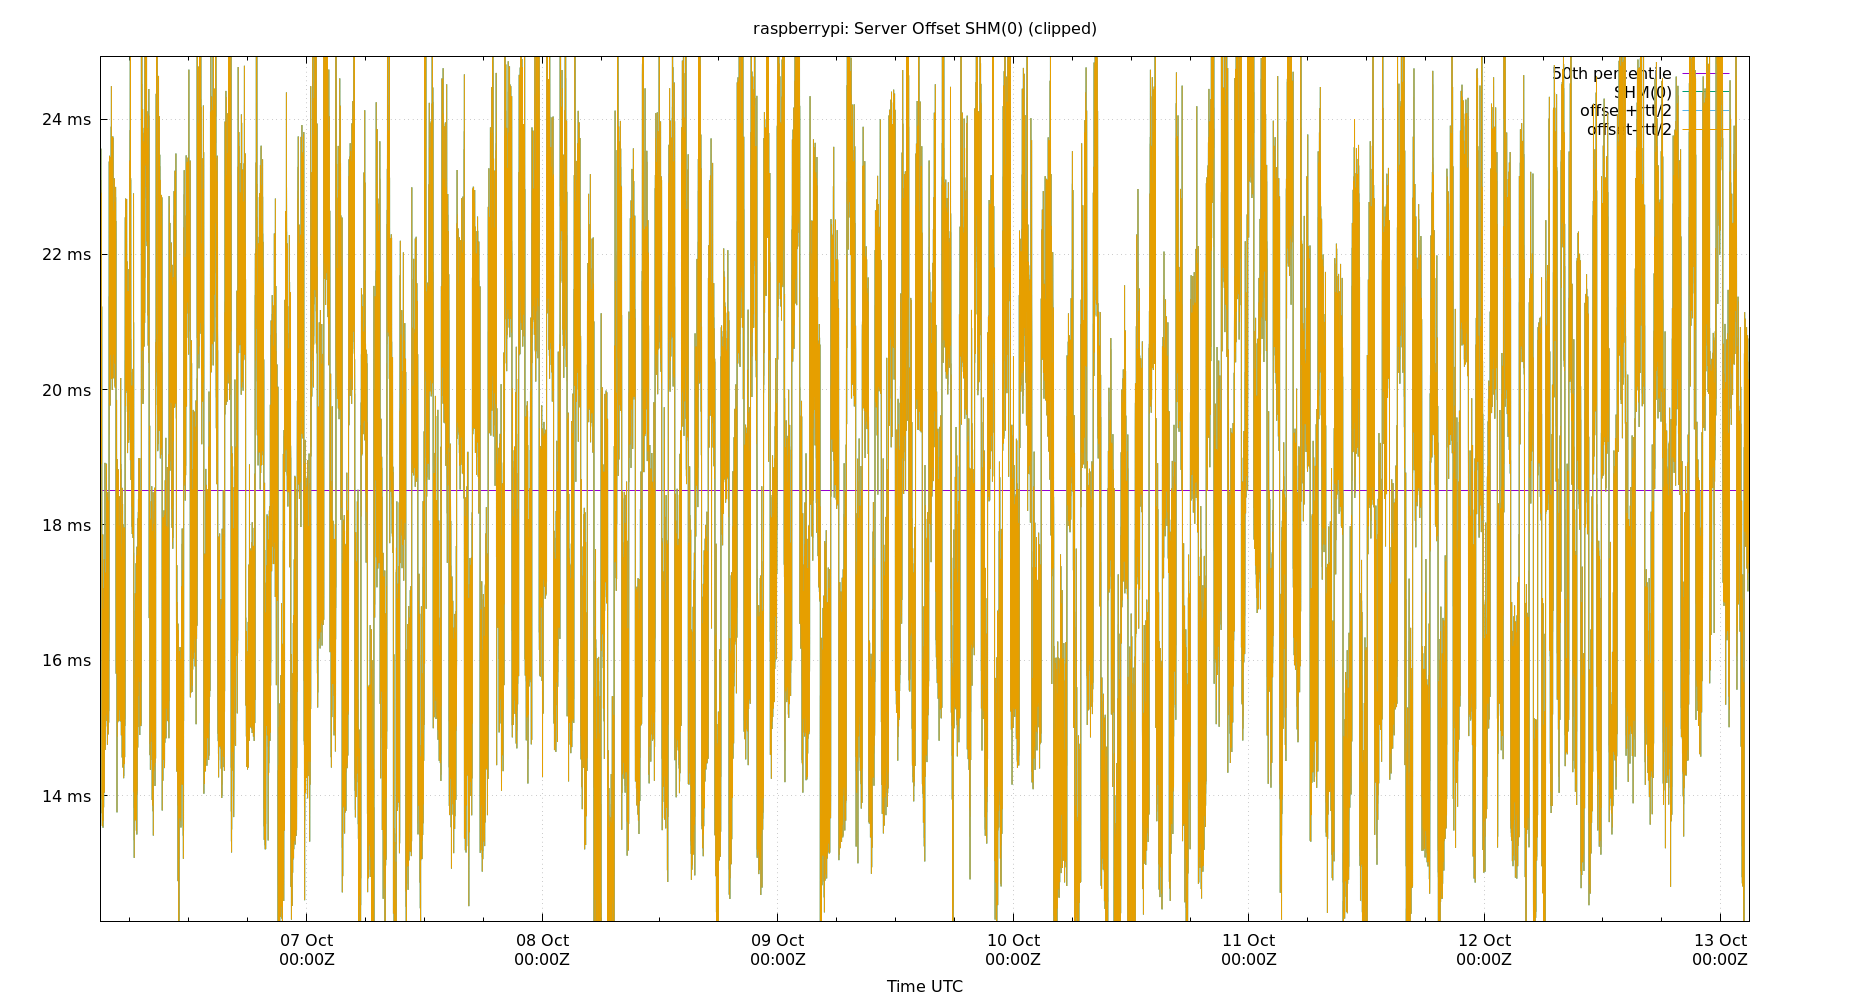 raspberrypi: Server Offset SHM(0) (clipped)
50th percentile
SHM(0)
offset+rtt/2
offset-rtt/2
24 ms
22 ms
20 ms
18 ms
16 ms
14 ms
07 Oct 08 Oct 09 Oct 10 Oct 11 Oct 12 Oct 13 Oct
00:00Z 00:00Z 00:00Z 00:00Z 00:00Z 00:00Z 00:00Z
Time UTC